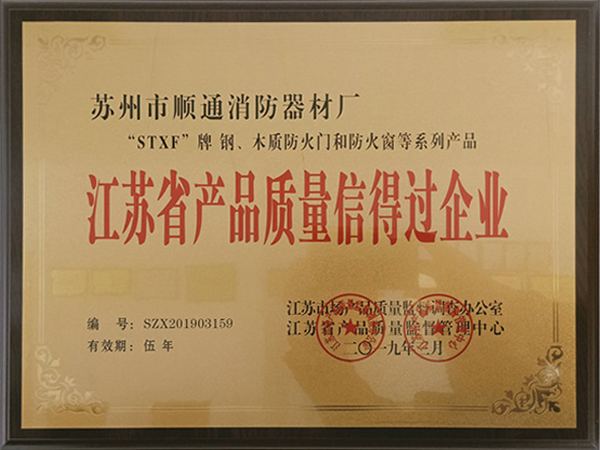 苏州市顺通消防器材厂
“STXF”牌 钢、木质防火门和防火窗等系列产品
江苏省产品质量信得过企业
江苏市场产品质量监督调查办公室
编 号: SZX201903159
江苏省产品质量监督管理中心
有效期: 伍 年
二〇一九年三月